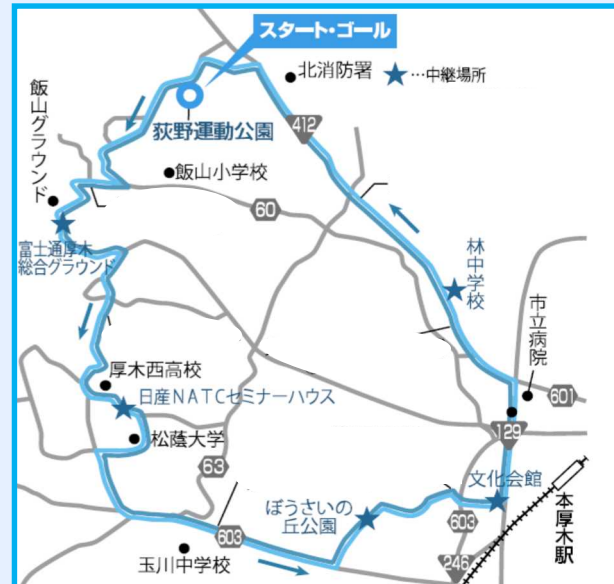 スタート・ゴール
北消防署
★…中継場所
飯山グラウンド
荻野運動公園
412
飯山小学校
60
富士通厚木
総合グラウンド
林中学校
市立病院
厚木西高校
日産NATCセミナーハウス
601
松蔭大学
129
63
文化会館
ぼうさいの
丘公園
本厚木駅
603
603
246
玉川中学校